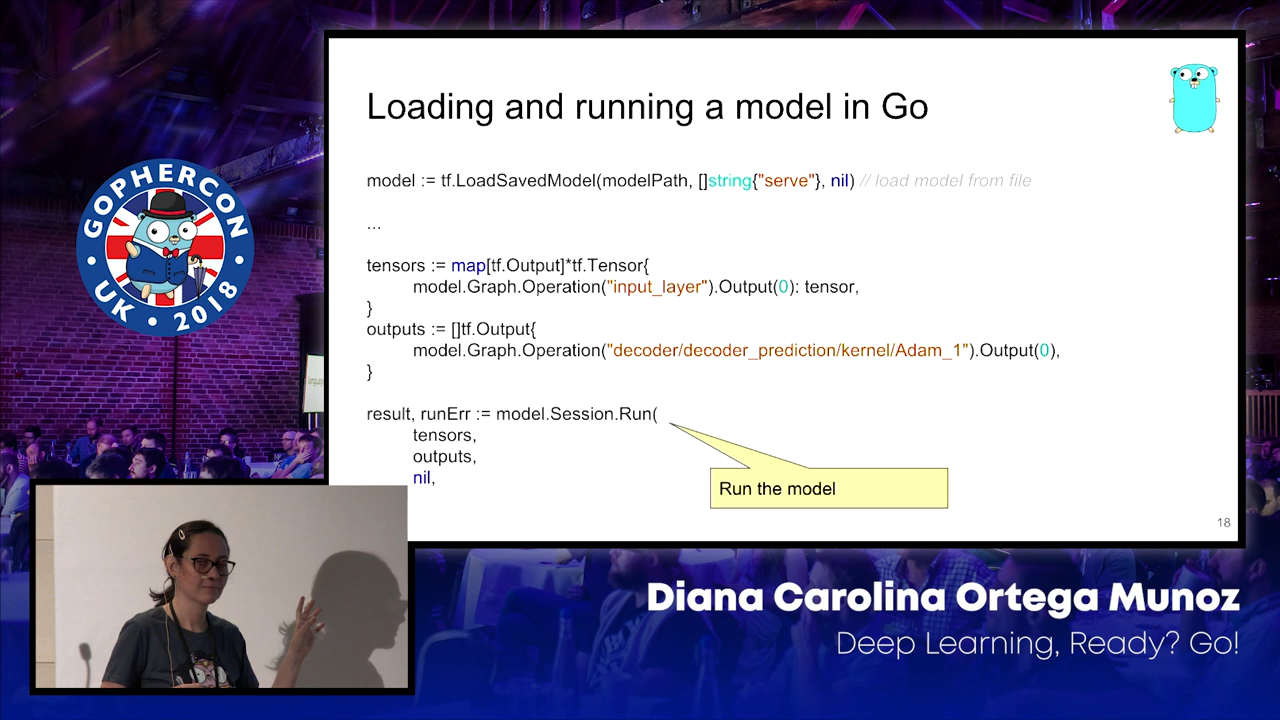 GOPHERCON
UK • 2018
Loading and running a model in Go
model := tf.LoadSavedModel(modelPath, []string{"serve"}, nil) // load model from file
...
tensors := map[tf.Output]*tf.Tensor{
model.Graph.Operation("input_layer").Output(0): tensor,
}
outputs := []tf.Output{
model.Graph.Operation("decoder/decoder_prediction/kernel/Adam_1").Output(0),
}
result, runErr := model.Session.Run(
tensors,
outputs,
nil,
Run the model
18
Diana Carolina Ortega Munoz
Deep Learning, Ready? Go!